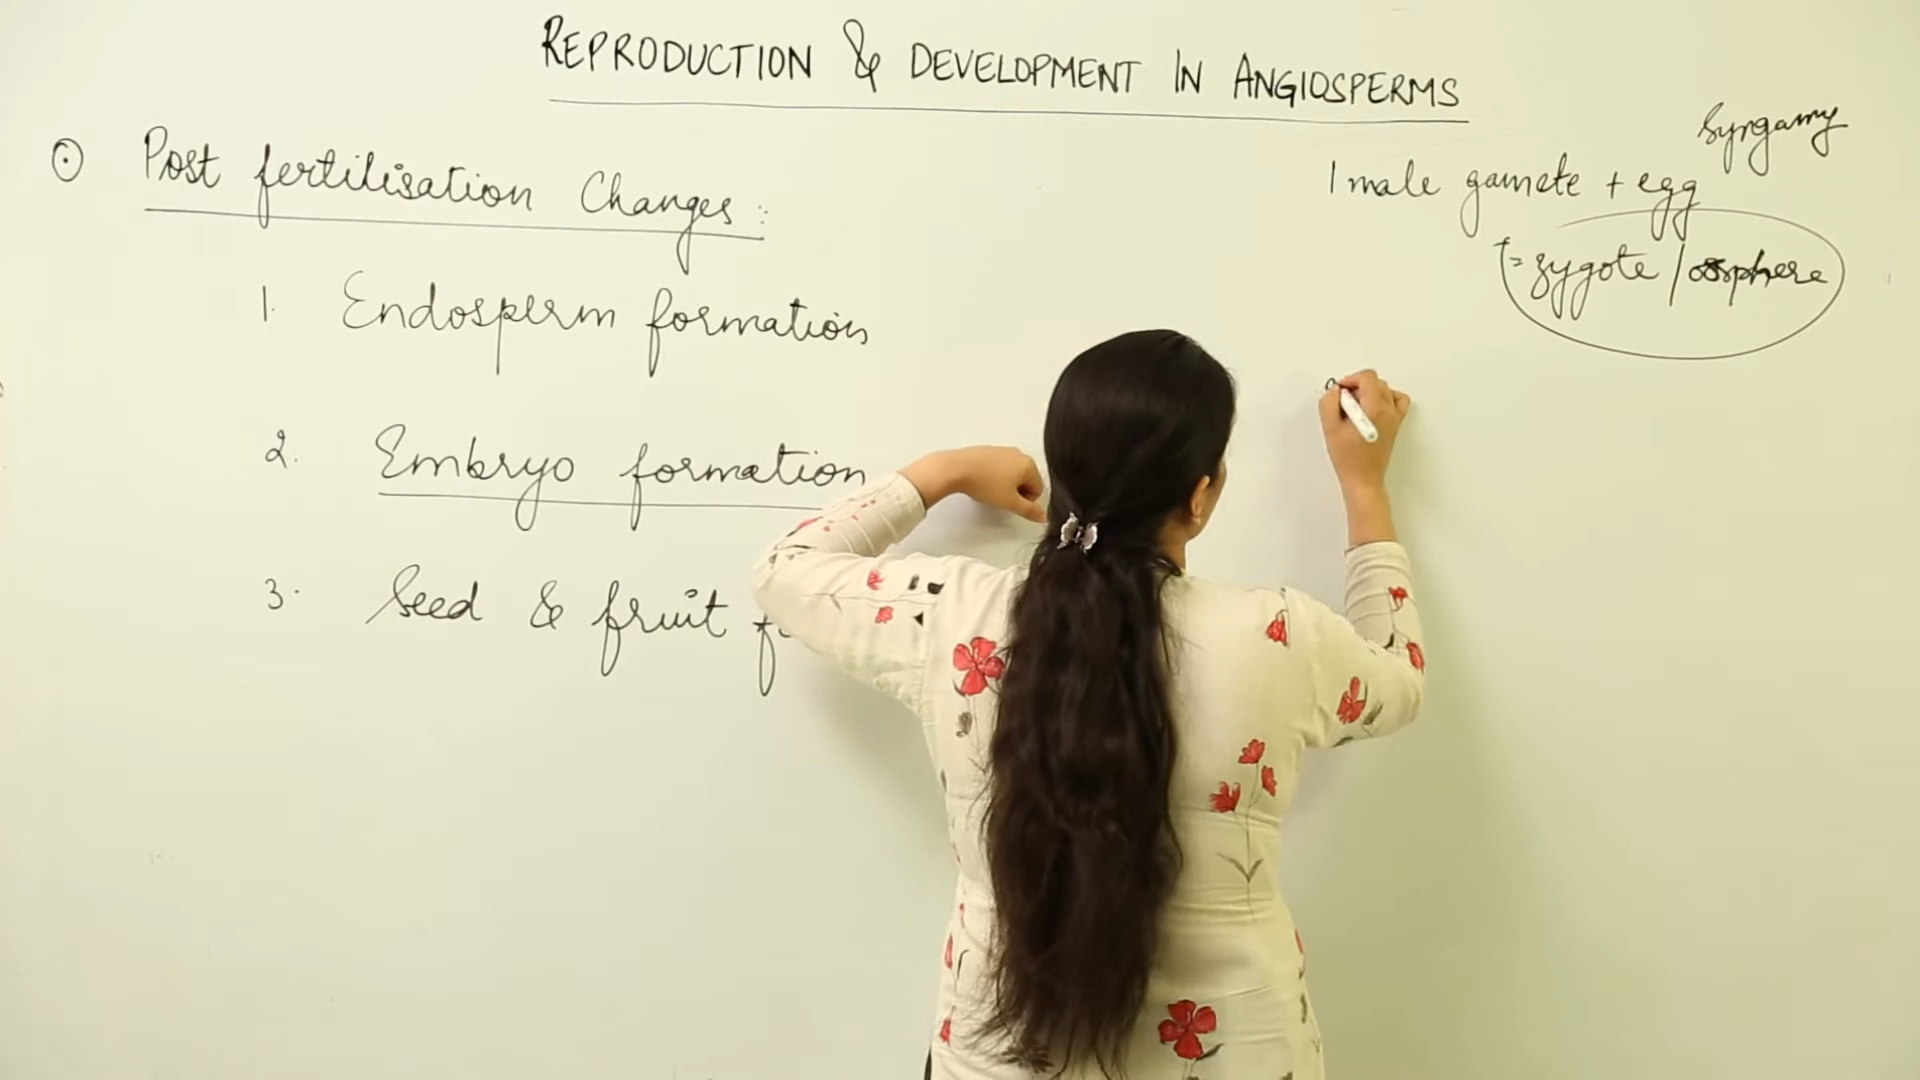 REPRODUCTION & DEVELOPMENT IN ANGIOSPERMS
Post fertilisation Changes :
1. Endosperm formation
2. Embryo formation
3. Seed & fruit f
Syngamy
1 male gamete + egg
= zygote /